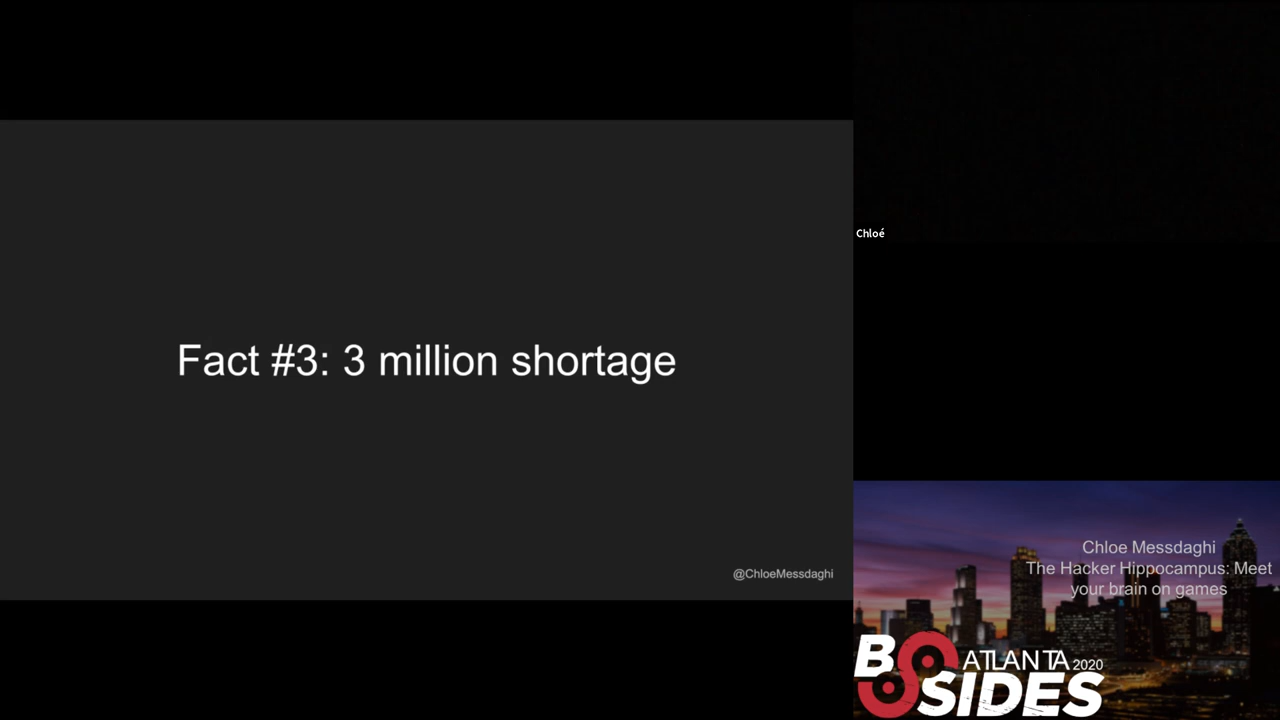 Fact #3: 3 million shortage
@ChloeMessdaghi
Chloé
Chloe Messdaghi
The Hacker Hippocampus: Meet
your brain on games
BSIDES
ATLANTA 2020